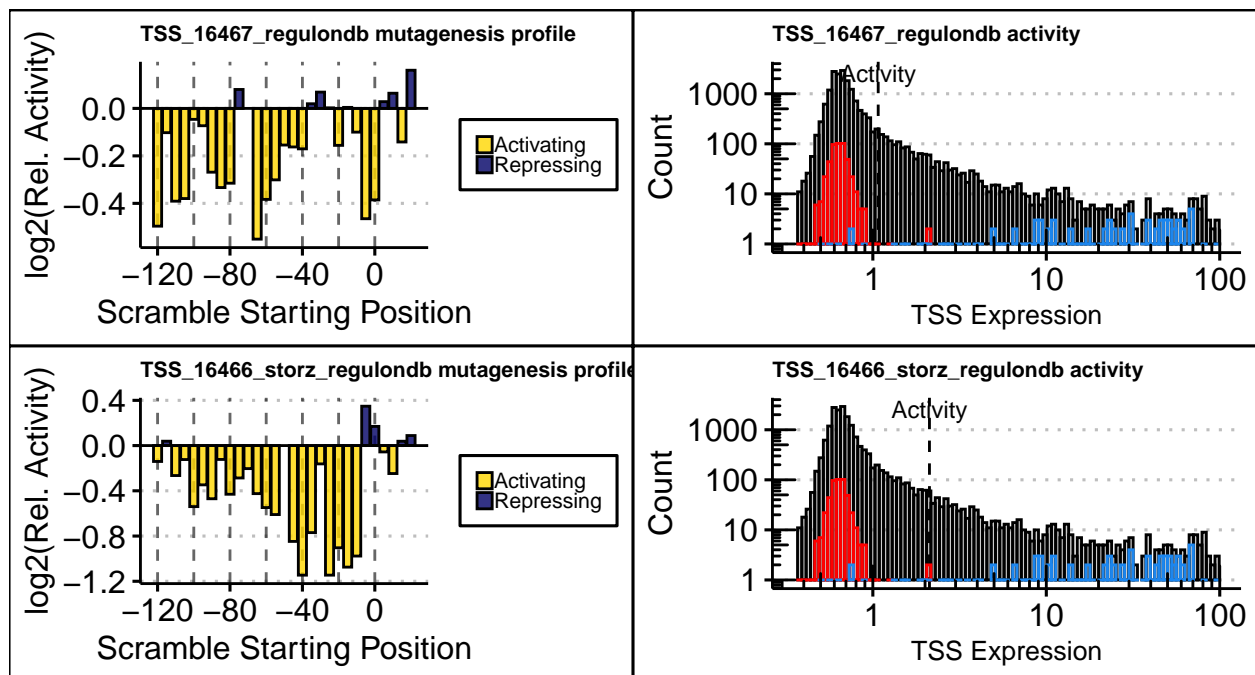 TSS_16467_regulondb mutagenesis profile
log2(Rel. Activity)
0.0
−0.2
−0.4
−120 −80 −40 0
Scramble Starting Position
Activating
Repressing
TSS_16467_regulondb activity
Activity
Count
1000
100
10
1
1 10 100
TSS Expression
TSS_16466_storz_regulondb mutagenesis profile
log2(Rel. Activity)
0.4
0.0
−0.4
−0.8
−1.2
−120 −80 −40 0
Scramble Starting Position
Activating
Repressing
TSS_16466_storz_regulondb activity
Activity
Count
1000
100
10
1
1 10 100
TSS Expression